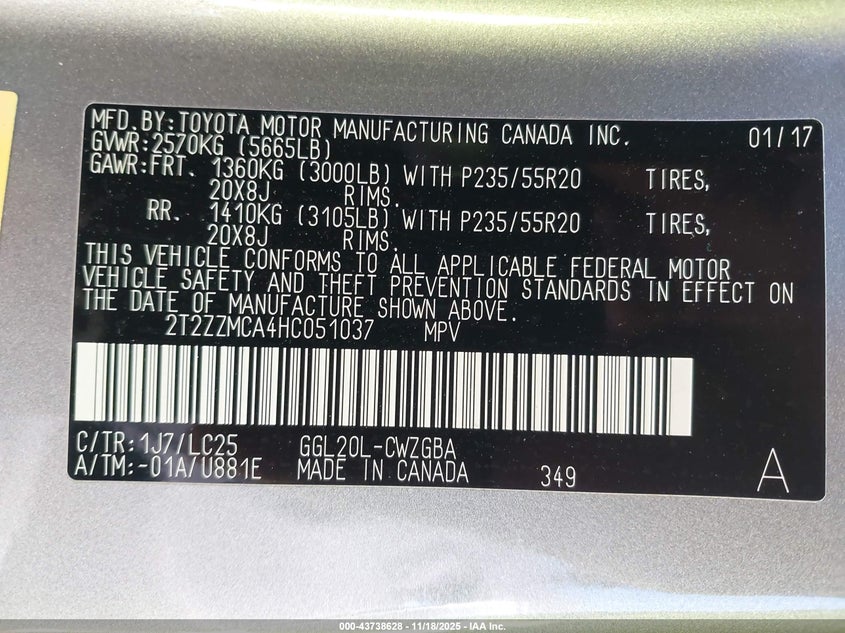 MFD.BY:TOYOTA MOTOR MANUFACTURING CANADA INC. 01/17
GVWR:2570KG (5665LB)
GAWR:FRT. 1360KG (3000LB) WITH P235/55R20 TIRES,
20X8J RIMS.
RR. 1410KG (3105LB) WITH P235/55R20 TIRES,
20X8J RIMS.
THIS VEHICLE CONFORMS TO ALL APPLICABLE FEDERAL MOTOR
VEHICLE SAFETY AND THEFT PREVENTION STANDARDS IN EFFECT ON
THE DATE OF MANUFACTURE SHOWN ABOVE.
2T2ZZMCA4HC051037 MPV
C/TR:1J7/LC25 GGL20L-CWZGBA
A/TM:-01A/U881E MADE IN CANADA 349 A
000-43738628 - 11/18/2025 - IAA Inc.